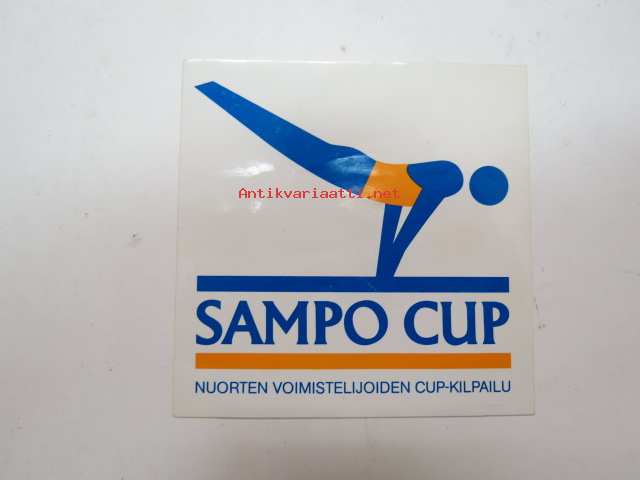 Antikvariaatti.net
SAMPO CUP
NUORTEN VOIMISTELIJOIDEN CUP-KILPAILU